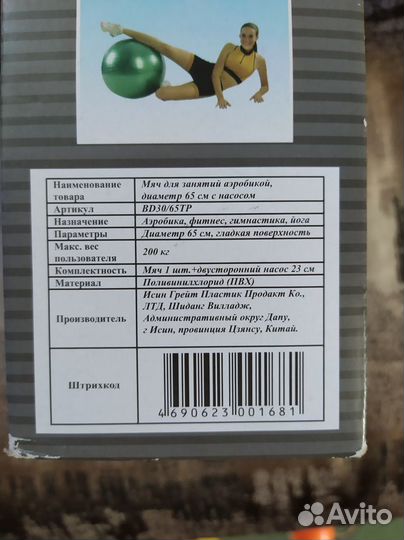 Наименование товара Мяч для занятий аэробикой,
диаметр 65 см с насосом
Артикул BD30/65TP
Назначение Аэробика, фитнес, гимнастика, йога
Параметры Диаметр 65 см, гладкая поверхность
Макс. вес пользователя 200 кг
Комплектность Мяч 1 шт.+двусторонний насос 23 см
Материал Поливинилхлорид (ПВХ)
Производитель Исин Грейт Пластик Продакт Ко.,
ЛТД, Шиданг Вилладж,
Административный округ Дапу,
г Исин, провинция Цзянсу, Китай.
Штрихкод
4 690623 001681
Avito